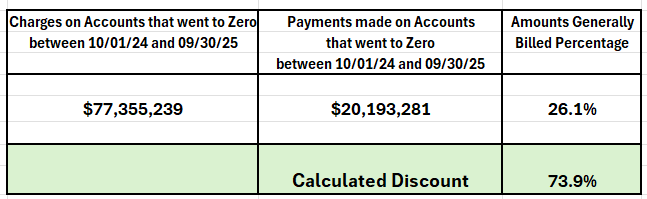 Charges on Accounts that went to Zero
between 10/01/24 and 09/30/25
Payments made on Accounts
that went to Zero
between 10/01/24 and 09/30/25
Amounts Generally
Billed Percentage
$77,355,239
$20,193,281
26.1%
Calculated Discount
73.9%